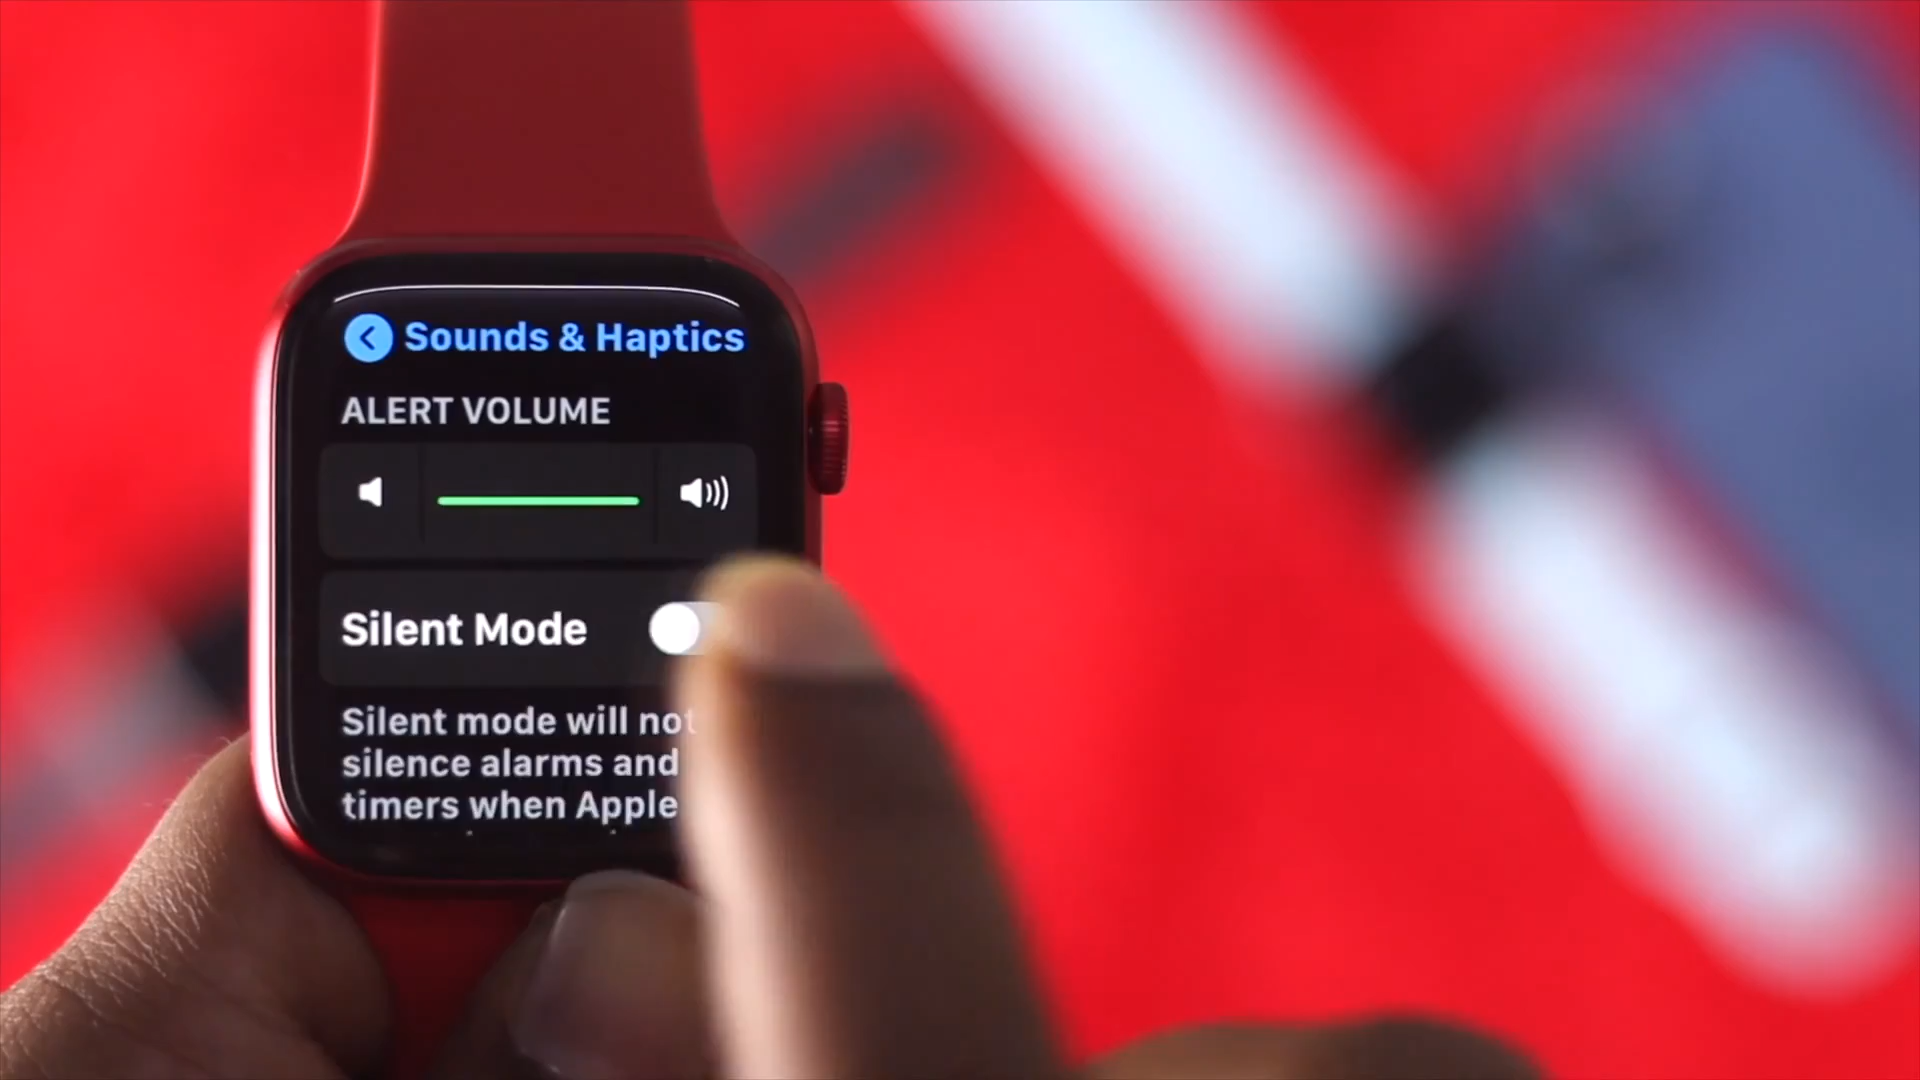 Sounds & Haptics
ALERT VOLUME
Silent Mode
Silent mode will not
silence alarms and
timers when Apple